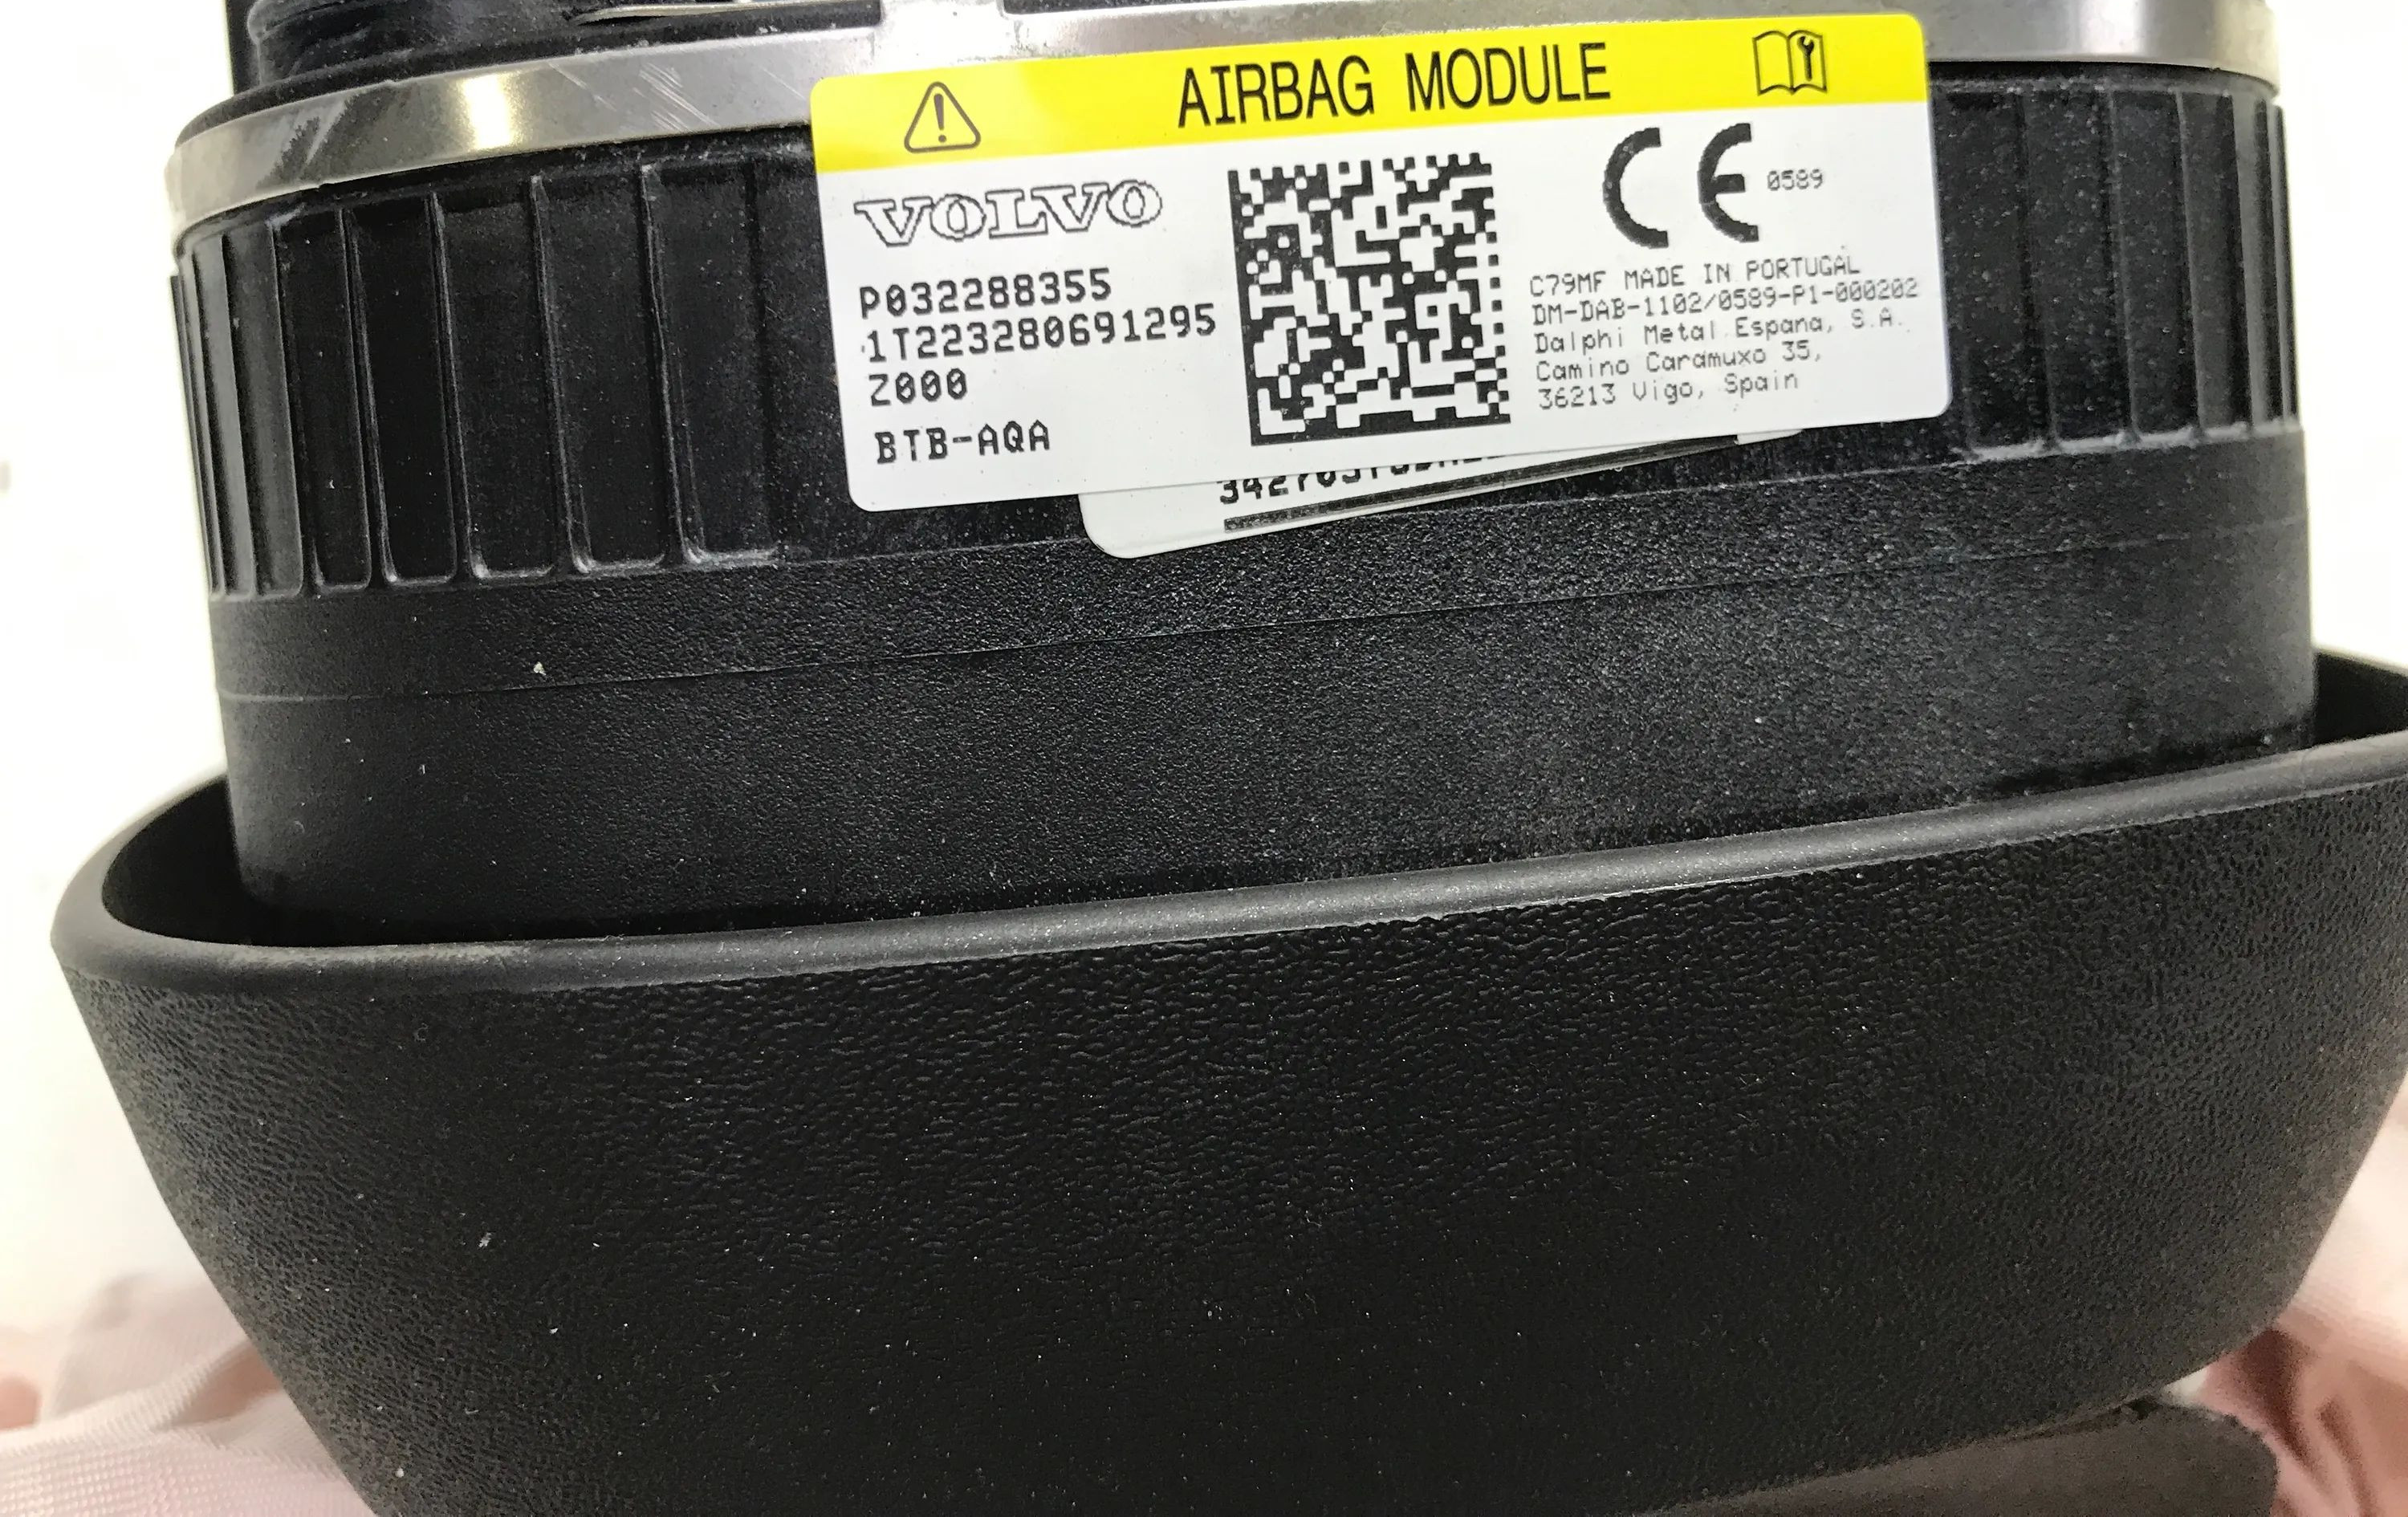 AIRBAG MODULE
VOLVO
P032288355
1T223280691295
Z000
BTB-AQA
CE 0589
C79MF MADE IN PORTUGAL
DM-DAB-1102/0589-P1-000202
Dalphi Metal Espana, S.A.
Camino Caramuxo 35,
36213 Vigo, Spain